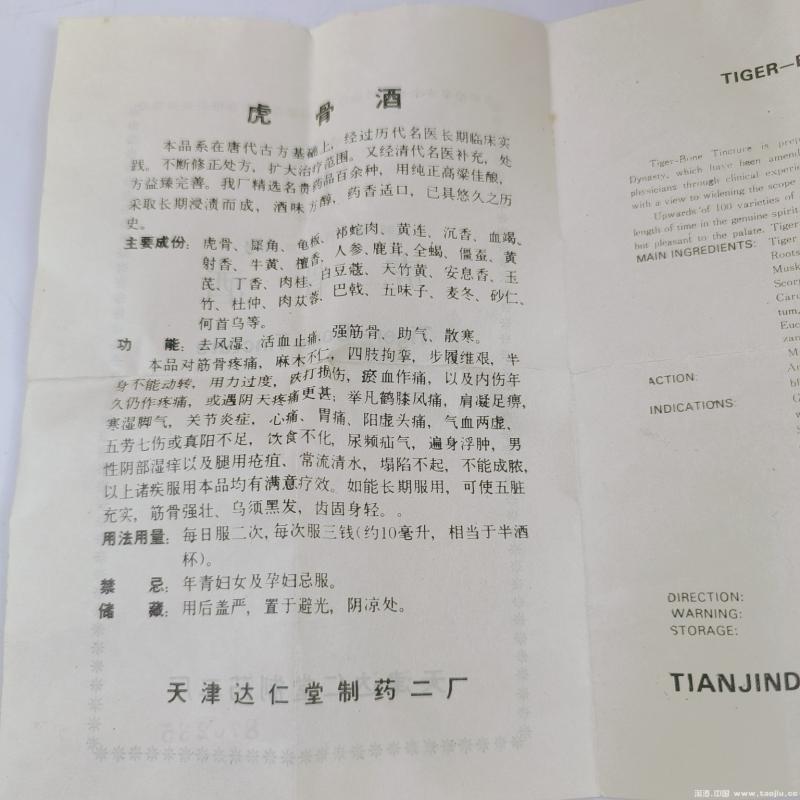 虎骨酒
本品系在唐代古方基础上，经过历代名医长期临床实
践。不断修正处方，扩大治疗范围。又经清代名医补充，处
方益臻完善。我厂精选名贵药品百余种，用纯正高粱佳酿，
采取长期浸渍而成，酒味方醇，药香适口，已具悠久之历
史。
主要成份：虎骨、犀角、龟板、祁蛇肉、黄连、沉香、血竭、
射香、牛黄、檀香、人参、鹿茸、全蝎、僵蚕、黄
芪、丁香、肉桂、白豆蔻、天竹黄、安息香、玉
竹、杜仲、肉苁蓉、巴戟、五味子、麦冬、砂仁、
何首乌等。
功能：去风湿、活血止痛，强筋骨、助气、散寒。
本品对筋骨疼痛，麻木不仁，四肢拘挛，步履维艰，半
身不能动转，用力过度，跌打损伤，瘀血作痛，以及内伤年
久仍作疼痛，或遇阴天疼痛更甚；举凡鹤膝风痛，肩凝足痹，
寒湿脚气，关节炎症，心痛、胃痛、阳虚头痛，气血两虚、
五劳七伤或真阳不足，饮食不化，尿频疝气，遍身浮肿，男
性阴部湿痒以及腿用疮疽、常流清水，塌陷不起，不能成脓，
以上诸疾服用本品均有满意疗效。如能长期服用，可使五脏
充实，筋骨强壮、乌须黑发，齿固身轻。。
用法用量：每日服二次，每次服三钱（约10毫升，相当于半酒
杯）。
禁忌：年青妇女及孕妇忌服。
储藏：用后盖严，置于避光，阴凉处。
天津达仁堂制药二厂
TIGER—
Tiger-Bone Tincture is prep
Dynasty, which have been amend
physicians through clinical experi
with a view to widening the scope
Upwards of 100 varieties of
length of time in the genuine spirit
but pleasant to the palate. Tiger-
MAIN INGREDIENTS: Tiger
Roots
Musk
Scorp
Card
tum,
Euc
zan
M
ACTION: Ar
bl
INDICATIONS: G
w
S
DIRECTION:
WARNING:
STORAGE:
TIANJIND
淘酒.中国 www.taojiu.cc